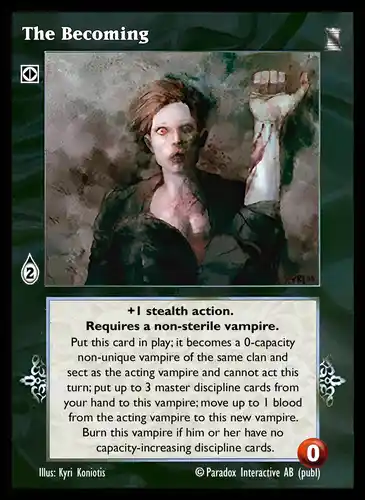 The Becoming
2
+1 stealth action.
Requires a non-sterile vampire.
Put this card in play; it becomes a 0-capacity
non-unique vampire of the same clan and
sect as the acting vampire and cannot act this
turn; put up to 3 master discipline cards from
your hand to this vampire; move up to 1 blood
from the acting vampire to this new vampire.
Burn this vampire if him or her have no
capacity-increasing discipline cards.
0
Illus: Kyri Koniotis © Paradox Interactive AB (publ)